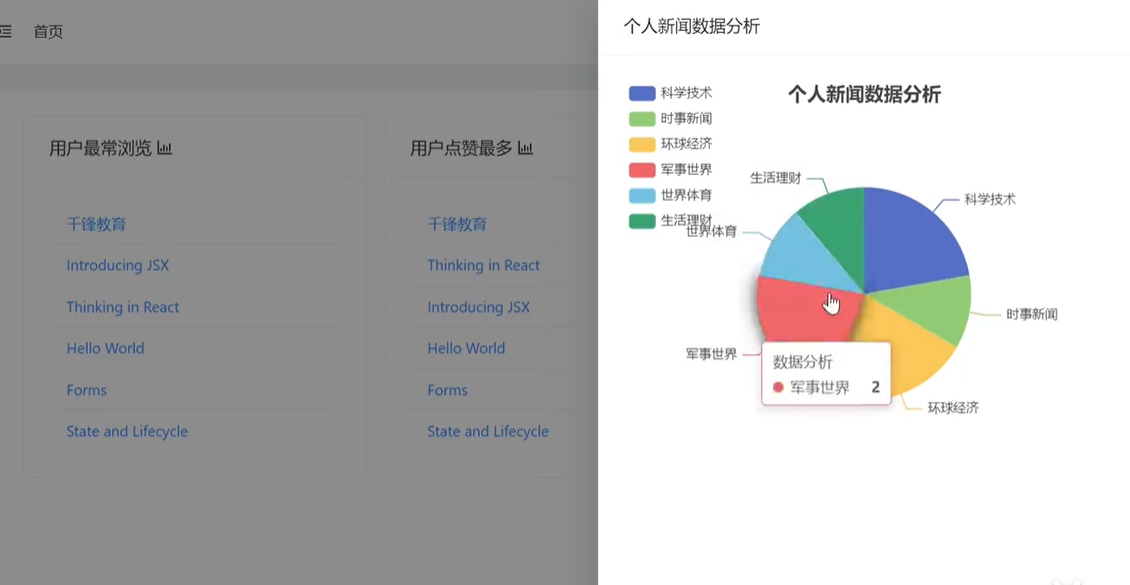 首页
用户最常浏览
千锋教育
Introducing JSX
Thinking in React
Hello World
Forms
State and Lifecycle
用户点赞最多
千锋教育
Thinking in React
Introducing JSX
Hello World
Forms
State and Lifecycle
个人新闻数据分析
个人新闻数据分析
科学技术
时事新闻
环球经济
军事世界
世界体育
生活理财
生活理财
科学技术
世界体育
时事新闻
军事世界
环球经济
数据分析
军事世界 2